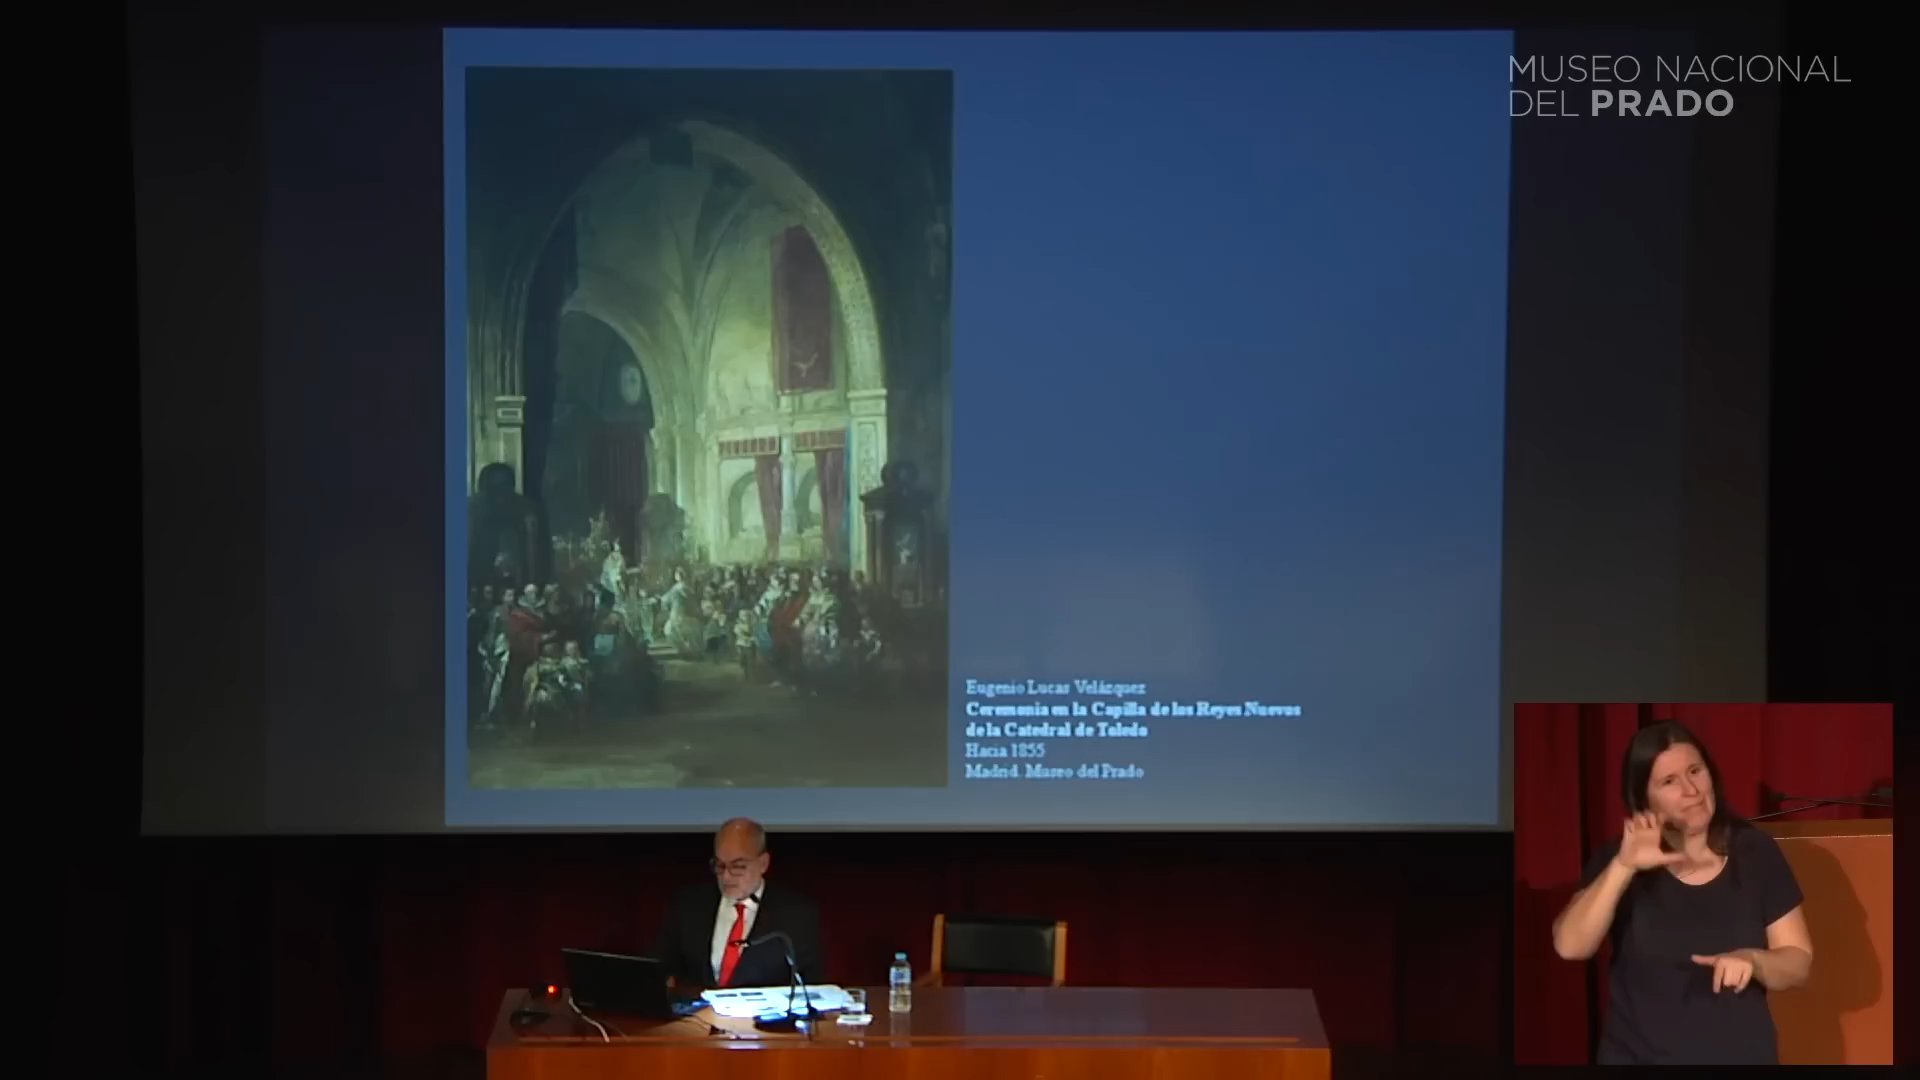 MUSEO NACIONAL
DEL PRADO
Eugenio Lucas Velázquez
Ceremonia en la Capilla de los Reyes Nuevos
de la Catedral de Toledo
Hacia 1855
Madrid. Museo del Prado